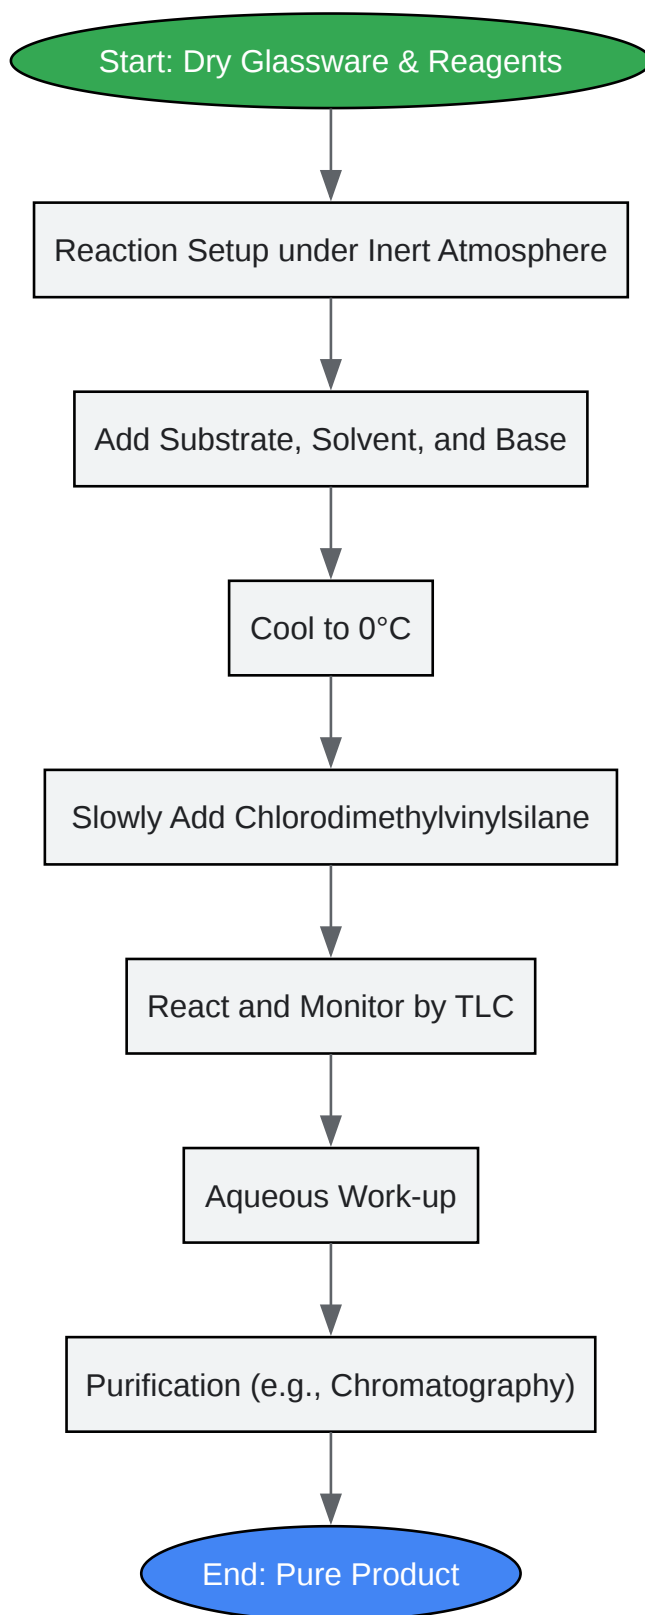 Start: Dry Glassware & Reagents
Reaction Setup under Inert Atmosphere
Add Substrate, Solvent, and Base
Cool to 0°C
Slowly Add Chlorodimethylvinylsilane
React and Monitor by TLC
Aqueous Work-up
Purification (e.g., Chromatography)
End: Pure Product